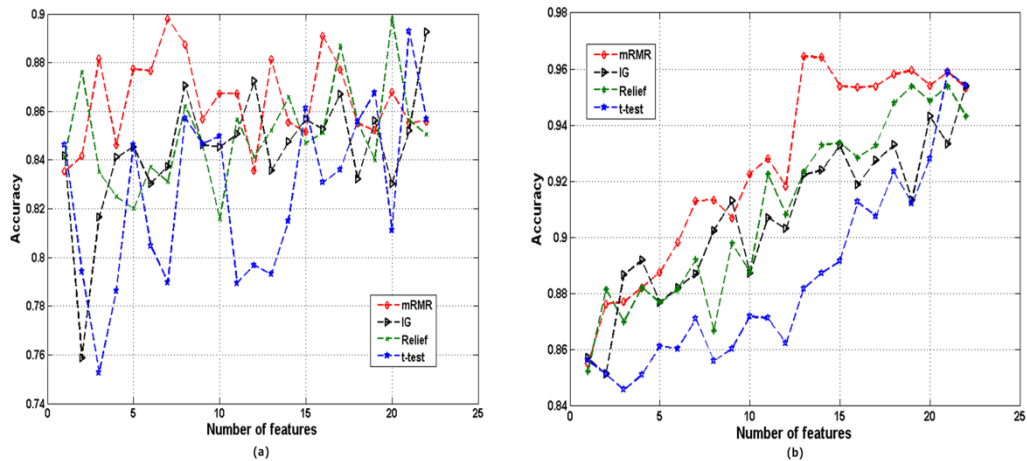 0.9
0.88
0.86
0.84
0.82
0.8
0.78
0.76
0.74
Accuracy
mRMR
IG
Relief
t-test
0 5 10 15 20 25
Number of features
(a)
0.98
0.96
0.94
0.92
0.9
0.88
0.86
0.84
Accuracy
mRMR
IG
Relief
t-test
0 5 10 15 20 25
Number of features
(b)